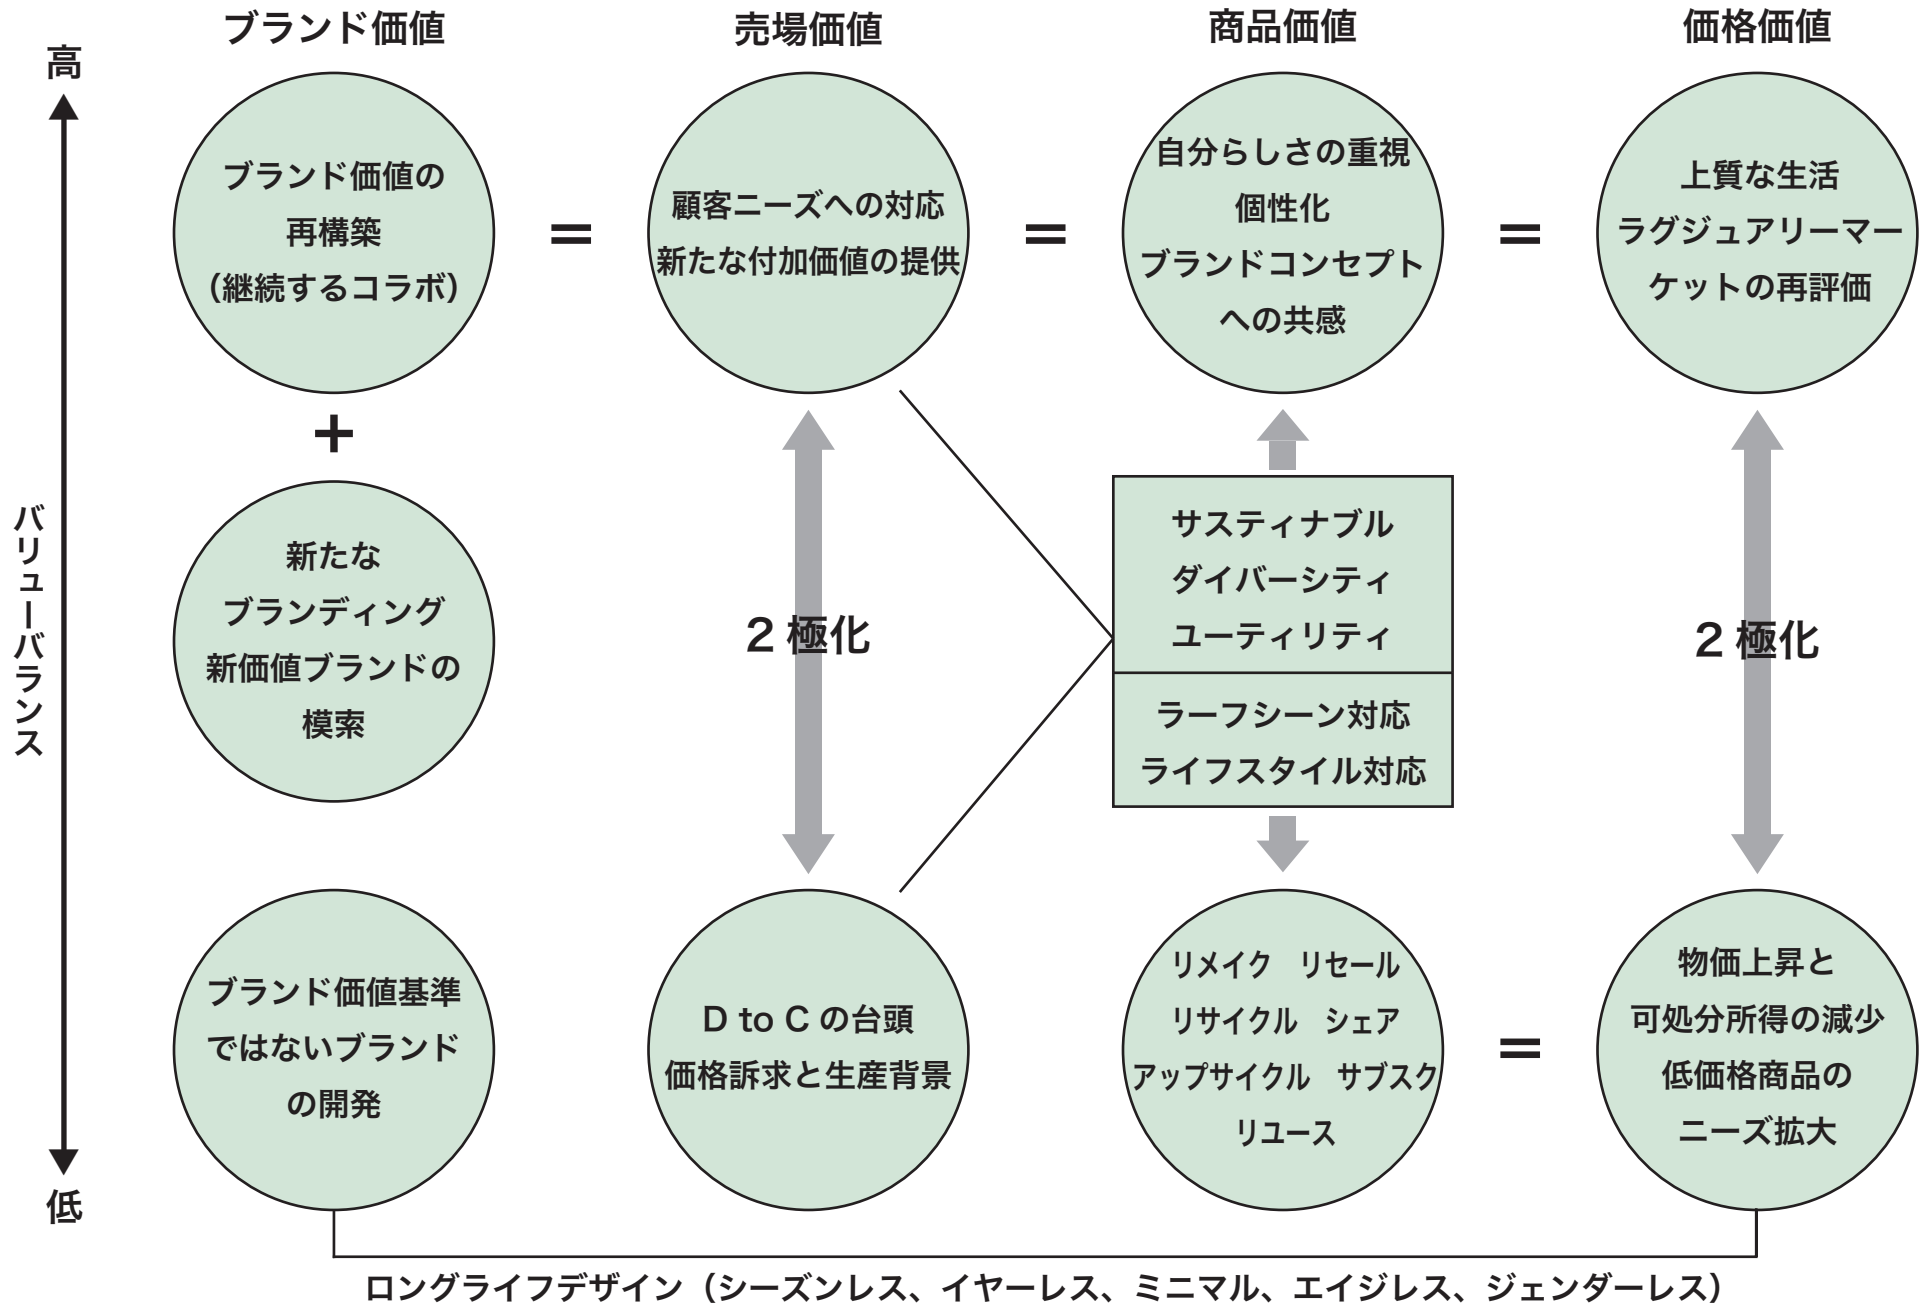 ブランド価値
売場価値
商品価値
価格価値
高
バリューバランス
低
ブランド価値の
再構築
（継続するコラボ）
＝
顧客ニーズへの対応
新たな付加価値の提供
＝
自分らしさの重視
個性化
ブランドコンセプト
への共感
＝
上質な生活
ラグジュアリーマー
ケットの再評価
＋
新たな
ブランディング
新価値ブランドの
模索
2 極化
サスティナブル
ダイバーシティ
ユーティリティ
ラーフシーン対応
ライフスタイル対応
2 極化
ブランド価値基準
ではないブランド
の開発
D to C の台頭
価格訴求と生産背景
リメイク　リセール
リサイクル　シェア
アップサイクル　サブスク
リユース
＝
物価上昇と
可処分所得の減少
低価格商品の
ニーズ拡大
ロングライフデザイン（シーズンレス、イヤーレス、ミニマル、エイジレス、ジェンダーレス）